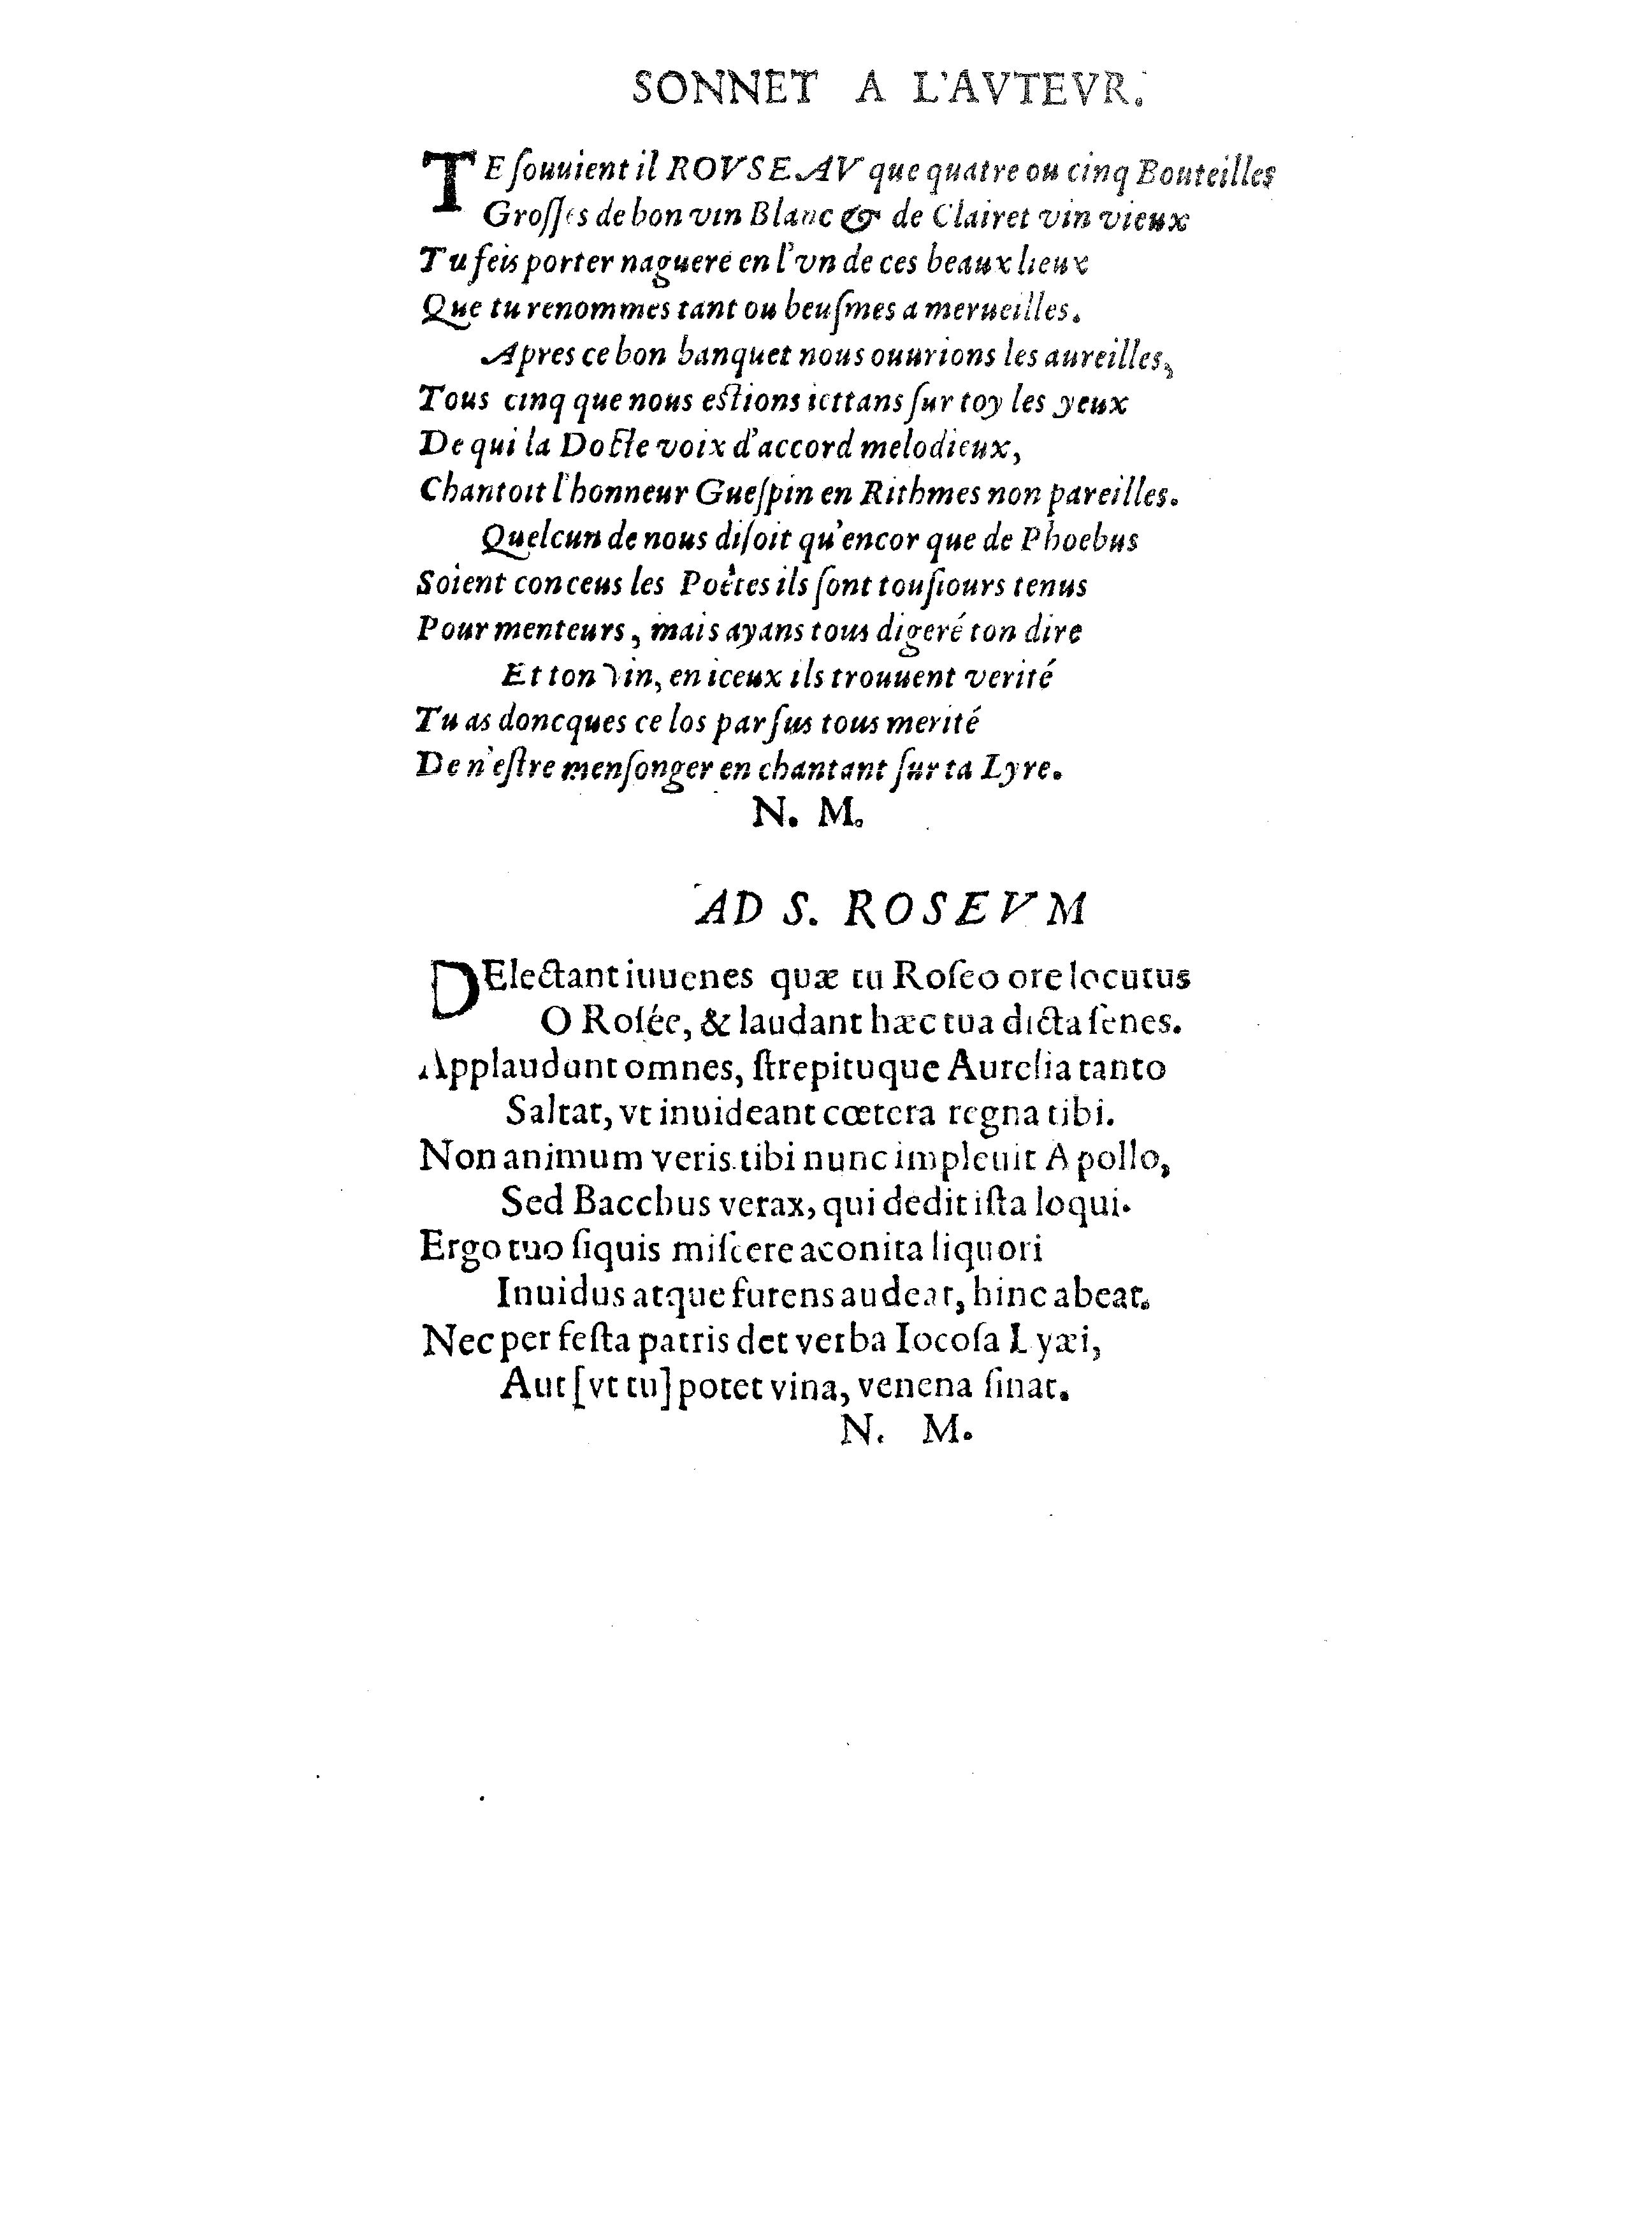 SONNET A L'AVTEVR.
TE ſouuient il ROVSEAV que quatre ou cinq Bouteilles
Groſſes de bon vin Blanc & de Clairet vin vieux
Tu feis porter naguere en l'vn de ces beaux lieux
Que tu renommes tant ou beuſmes a merueilles.
Apres ce bon banquet nous ouurions les aureilles,
Tous cinq que nous eſtions iettans ſur toy les yeux
De qui la Docte voix d'accord melodieux,
Chantoit l'honneur Gueſpin en Rithmes non pareilles.
Quelcun de nous diſoit qu'encor que de Phoebus
Soient conceus les Poëtes ils ſont touſiours tenus
Pour menteurs, mais ayans tous digeré ton dire
Et ton vin, en iceux ils trouuent verité
Tu as doncques ce los par ſus tous merité
De n'eſtre menſonger en chantant ſur ta Lyre.
N. M.
AD S. ROSEVM
DElectant iuuenes quæ tu Roſeo ore locutus
O Roſée, & laudant hæc tua dicta ſenes.
Applaudunt omnes, ſtrepituque Aurelia tanto
Saltat, vt inuideant cœtera regna tibi.
Non animum veris tibi nunc impleuit Apollo,
Sed Bacchus verax, qui dedit iſta loqui.
Ergo tuo ſiquis miſcere aconita liquori
Inuidus atque furens audeat, hinc abeat.
Nec per feſta patris det verba Iocoſa Lyæi,
Aut [vt tu] potet vina, venena ſinat.
N. M.